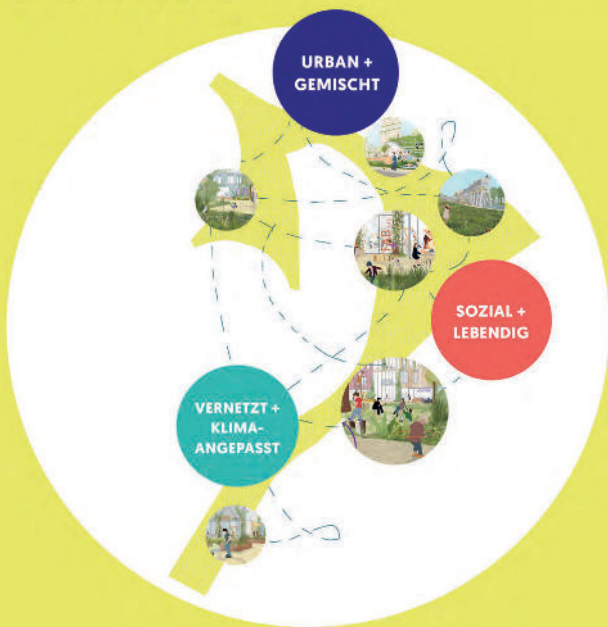 URBAN +
GEMISCHT
SOZIAL +
LEBENDIG
VERNETZT +
KLIMA-
ANGEPASST